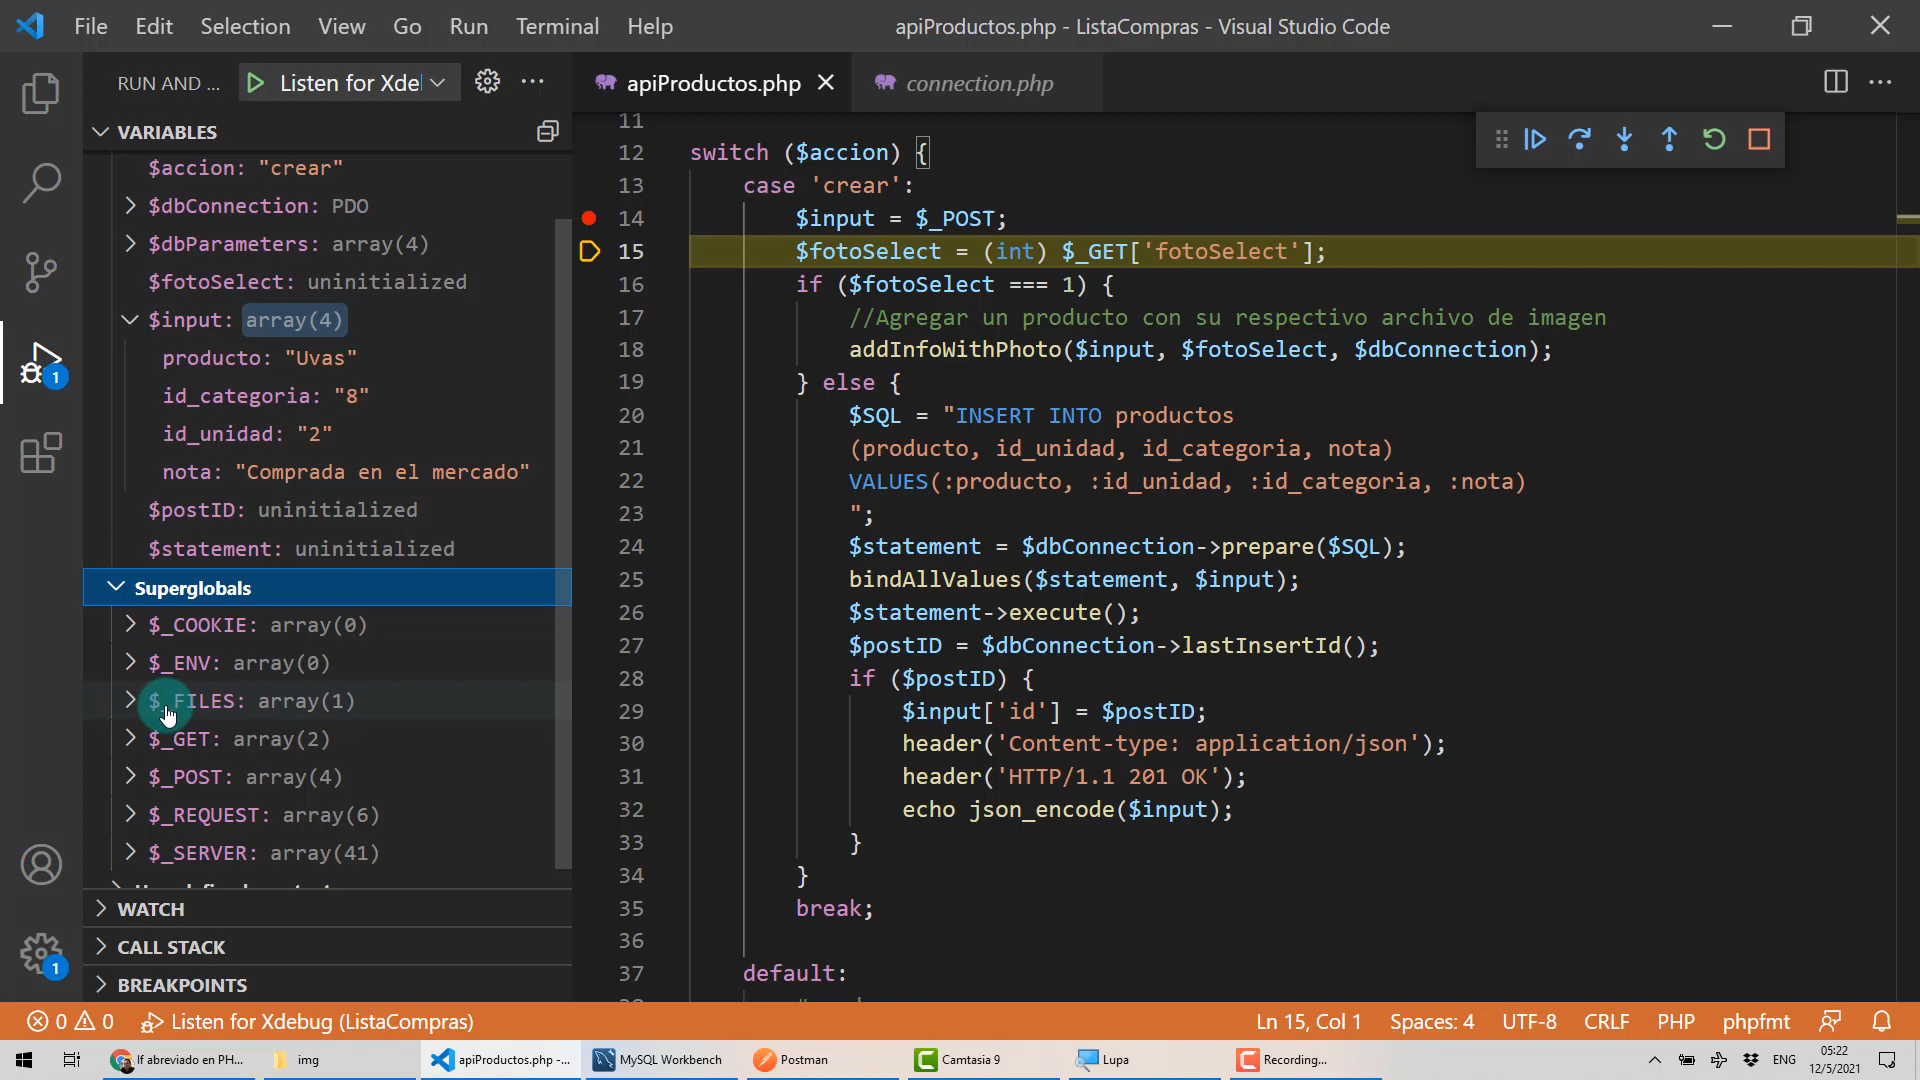 File Edit Selection View Go Run Terminal Help
apiProductos.php - ListaCompras - Visual Studio Code
RUN AND ...
Listen for Xde
VARIABLES
$accion: "crear"
$dbConnection: PDO
$dbParameters: array(4)
$fotoSelect: uninitialized
$input: array(4)
producto: "Uvas"
id_categoria: "8"
id_unidad: "2"
nota: "Comprada en el mercado"
$postID: uninitialized
$statement: uninitialized
Superglobals
$_COOKIE: array(0)
$_ENV: array(0)
$_FILES: array(1)
$_GET: array(2)
$_POST: array(4)
$_REQUEST: array(6)
$_SERVER: array(41)
WATCH
CALL STACK
BREAKPOINTS
1
1
apiProductos.php
connection.php
11
12 switch ($accion) {
13 case 'crear':
14 $input = $_POST;
15 $fotoSelect = (int) $_GET['fotoSelect'];
16 if ($fotoSelect === 1) {
17 //Agregar un producto con su respectivo archivo de imagen
18 addInfoWithPhoto($input, $fotoSelect, $dbConnection);
19 } else {
20 $SQL = "INSERT INTO productos
21 (producto, id_unidad, id_categoria, nota)
22 VALUES(:producto, :id_unidad, :id_categoria, :nota)
23 ";
24 $statement = $dbConnection->prepare($SQL);
25 bindAllValues($statement, $input);
26 $statement->execute();
27 $postID = $dbConnection->lastInsertId();
28 if ($postID) {
29 $input['id'] = $postID;
30 header('Content-type: application/json');
31 header('HTTP/1.1 201 OK');
32 echo json_encode($input);
33 }
34 }
35 break;
36
37 default:
0 0 Listen for Xdebug (ListaCompras)
Ln 15, Col 1 Spaces: 4 UTF-8 CRLF PHP phpfmt
If abreviado en PH...
img
apiProductos.php -...
MySQL Workbench
Postman
Camtasia 9
Lupa
Recording...
ENG
05:22
12/5/2021